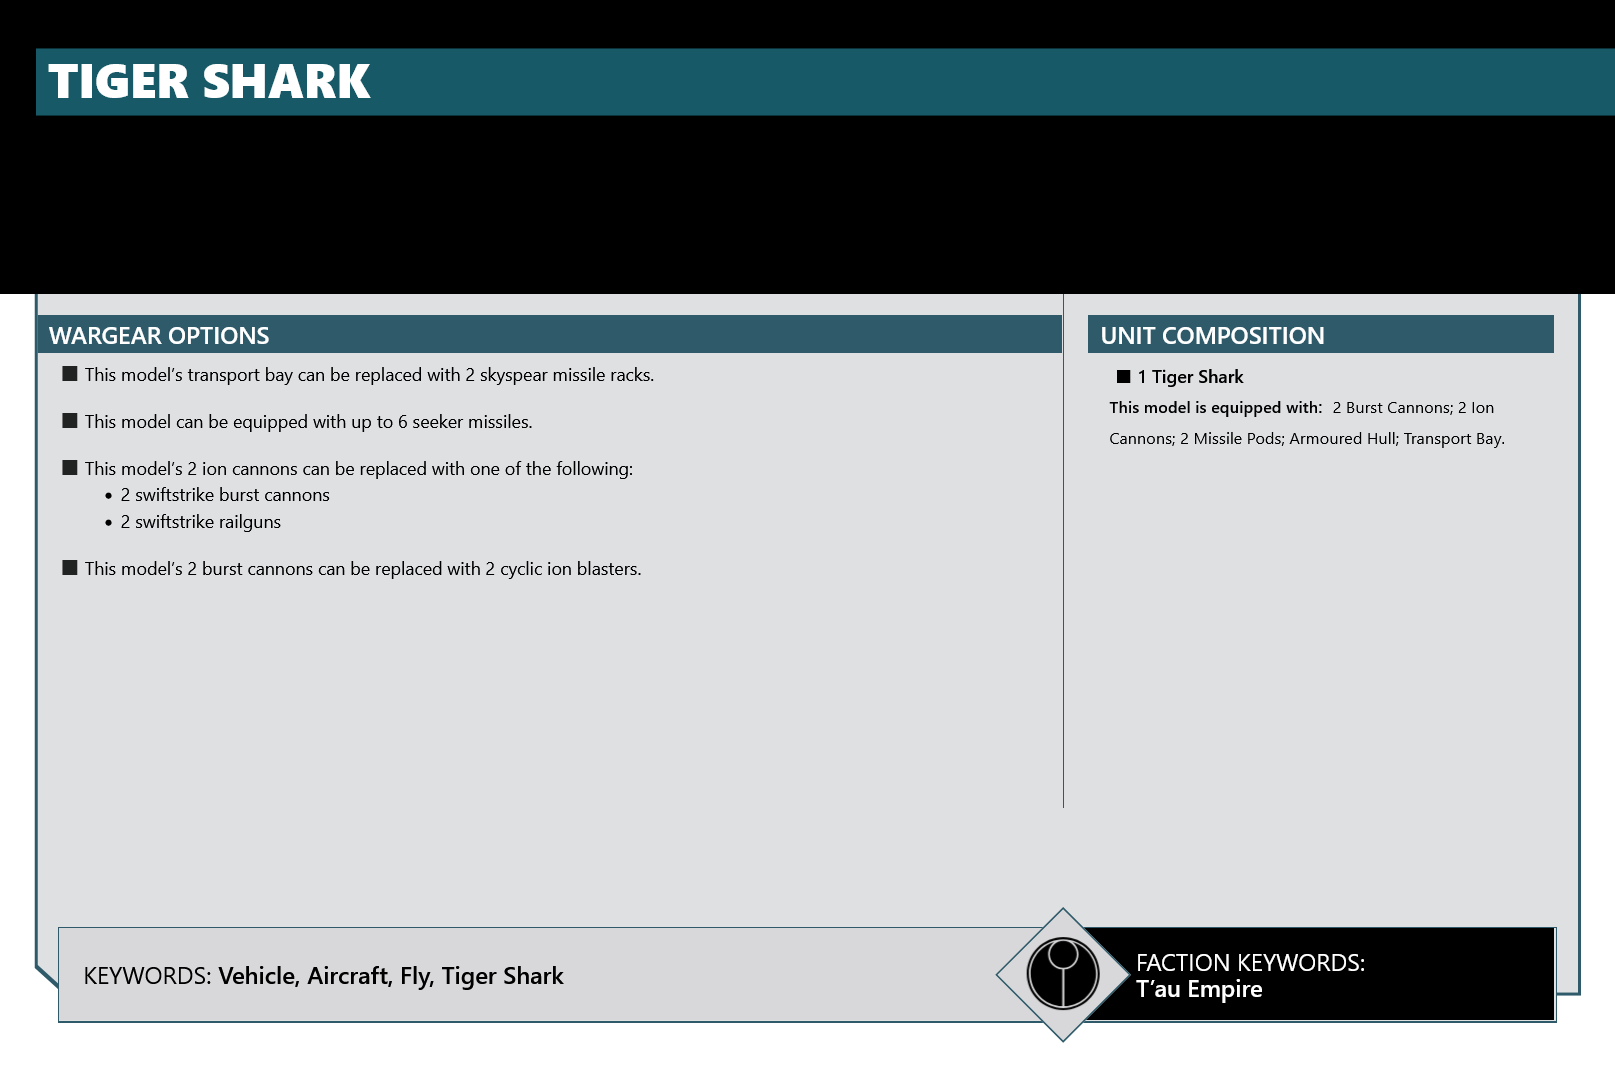 TIGER SHARK
WARGEAR OPTIONS
■ This model’s transport bay can be replaced with 2 skyspear missile racks.
■ This model can be equipped with up to 6 seeker missiles.
■ This model’s 2 ion cannons can be replaced with one of the following:
• 2 swiftstrike burst cannons
• 2 swiftstrike railguns
■ This model’s 2 burst cannons can be replaced with 2 cyclic ion blasters.
UNIT COMPOSITION
■ 1 Tiger Shark
This model is equipped with: 2 Burst Cannons; 2 Ion
Cannons; 2 Missile Pods; Armoured Hull; Transport Bay.
KEYWORDS: Vehicle, Aircraft, Fly, Tiger Shark
FACTION KEYWORDS:
T’au Empire